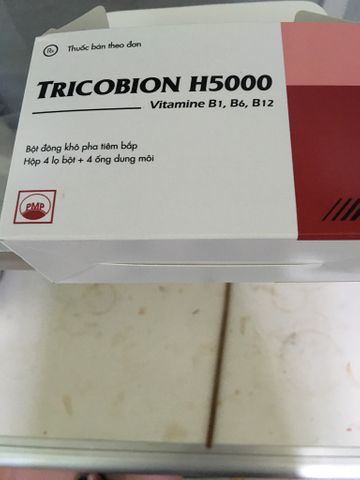 Rx Thuốc bán theo đơn
TRICOBION H5000
Vitamine B1, B6, B12
Bột đông khô pha tiêm bắp
Hộp 4 lọ bột + 4 ống dung môi
PMP